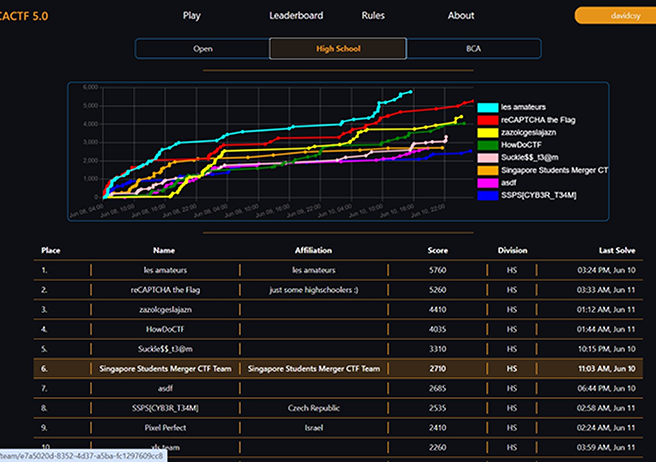 CACTF 5.0 Play Leaderboard Rules About davidcsy
Open High School BCA
6,000
5,000
4,000
3,000
2,000
1,000
0
les amateurs
reCAPTCHA the Flag
zazolcgeslajazn
HowDoCTF
Suckle$$_t3@m
Singapore Students Merger CT
asdf
SSPS[CYB3R_T34M]
Jun 08, 04:00 Jun 08, 10:00 Jun 08, 16:00 Jun 08, 22:00 Jun 09, 04:00 Jun 09, 10:00 Jun 09, 16:00 Jun 09, 22:00 Jun 10, 04:00 Jun 10, 10:00 Jun 10, 16:00 Jun 10, 22:00
Place Name Affiliation Score Division Last Solve
1. les amateurs les amateurs 5760 HS 03:24 PM, Jun 10
2. reCAPTCHA the Flag just some highschoolers :) 5260 HS 03:33 AM, Jun 11
3. zazolcgeslajazn 4410 HS 01:12 AM, Jun 11
4. HowDoCTF 4035 HS 01:44 AM, Jun 11
5. Suckle$$_t3@m 3310 HS 10:15 PM, Jun 10
6. Singapore Students Merger CTF Team Singapore Students Merger CTF Team 2710 HS 11:03 AM, Jun 10
7. asdf 2685 HS 06:44 PM, Jun 10
8. SSPS[CYB3R_T34M] Czech Republic 2535 HS 02:58 AM, Jun 11
9. Pixel Perfect Israel 2410 HS 02:24 AM, Jun 11
10. xls team 2260 HS 03:59 AM, Jun 11
team/e7a5020d-8352-4d37-a5ba-fc1297609cc8